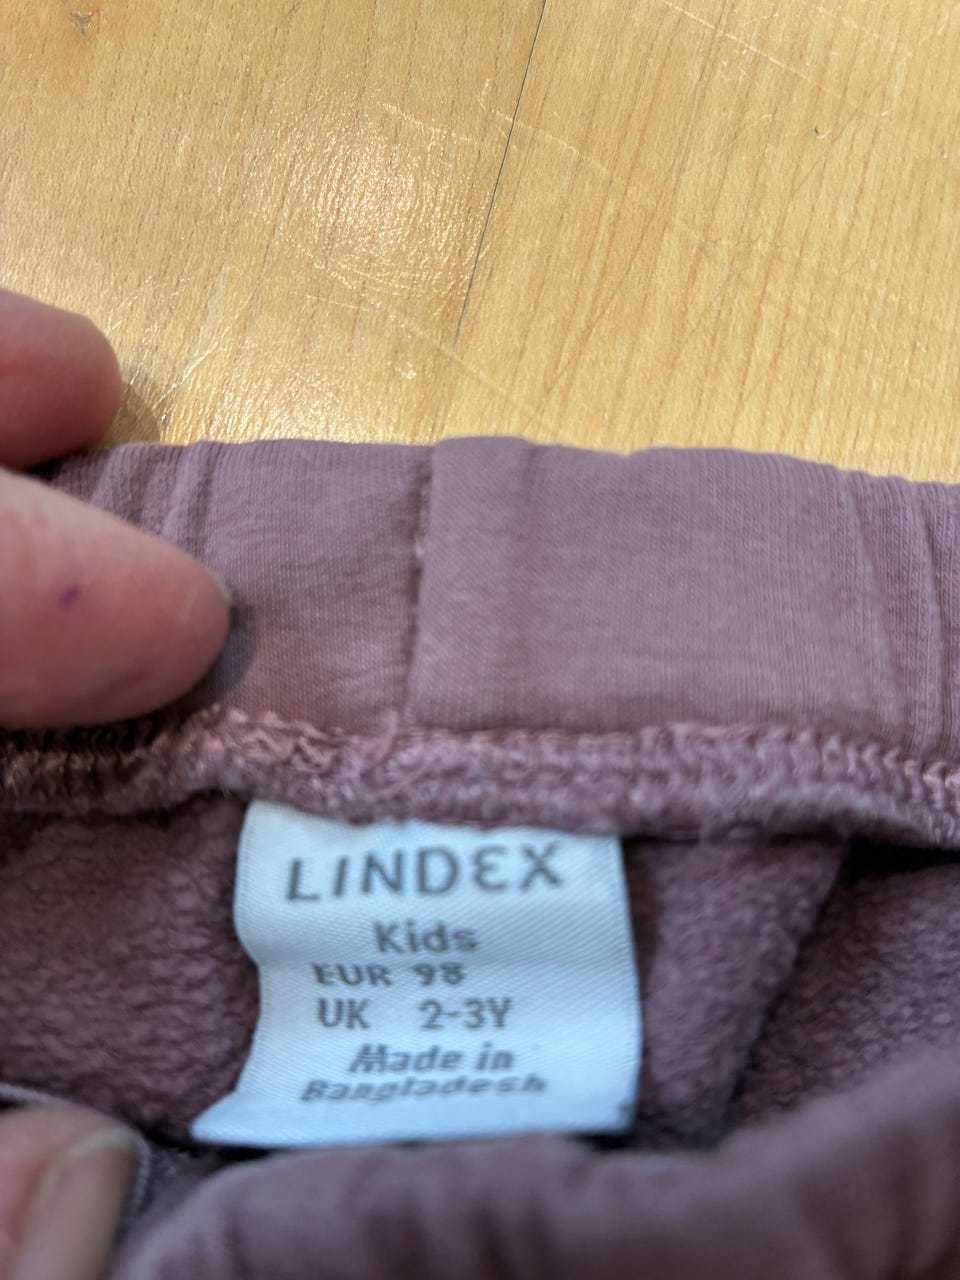 LINDEX
Kids
EUR 98
UK 2-3Y
Made in
Bangladesh